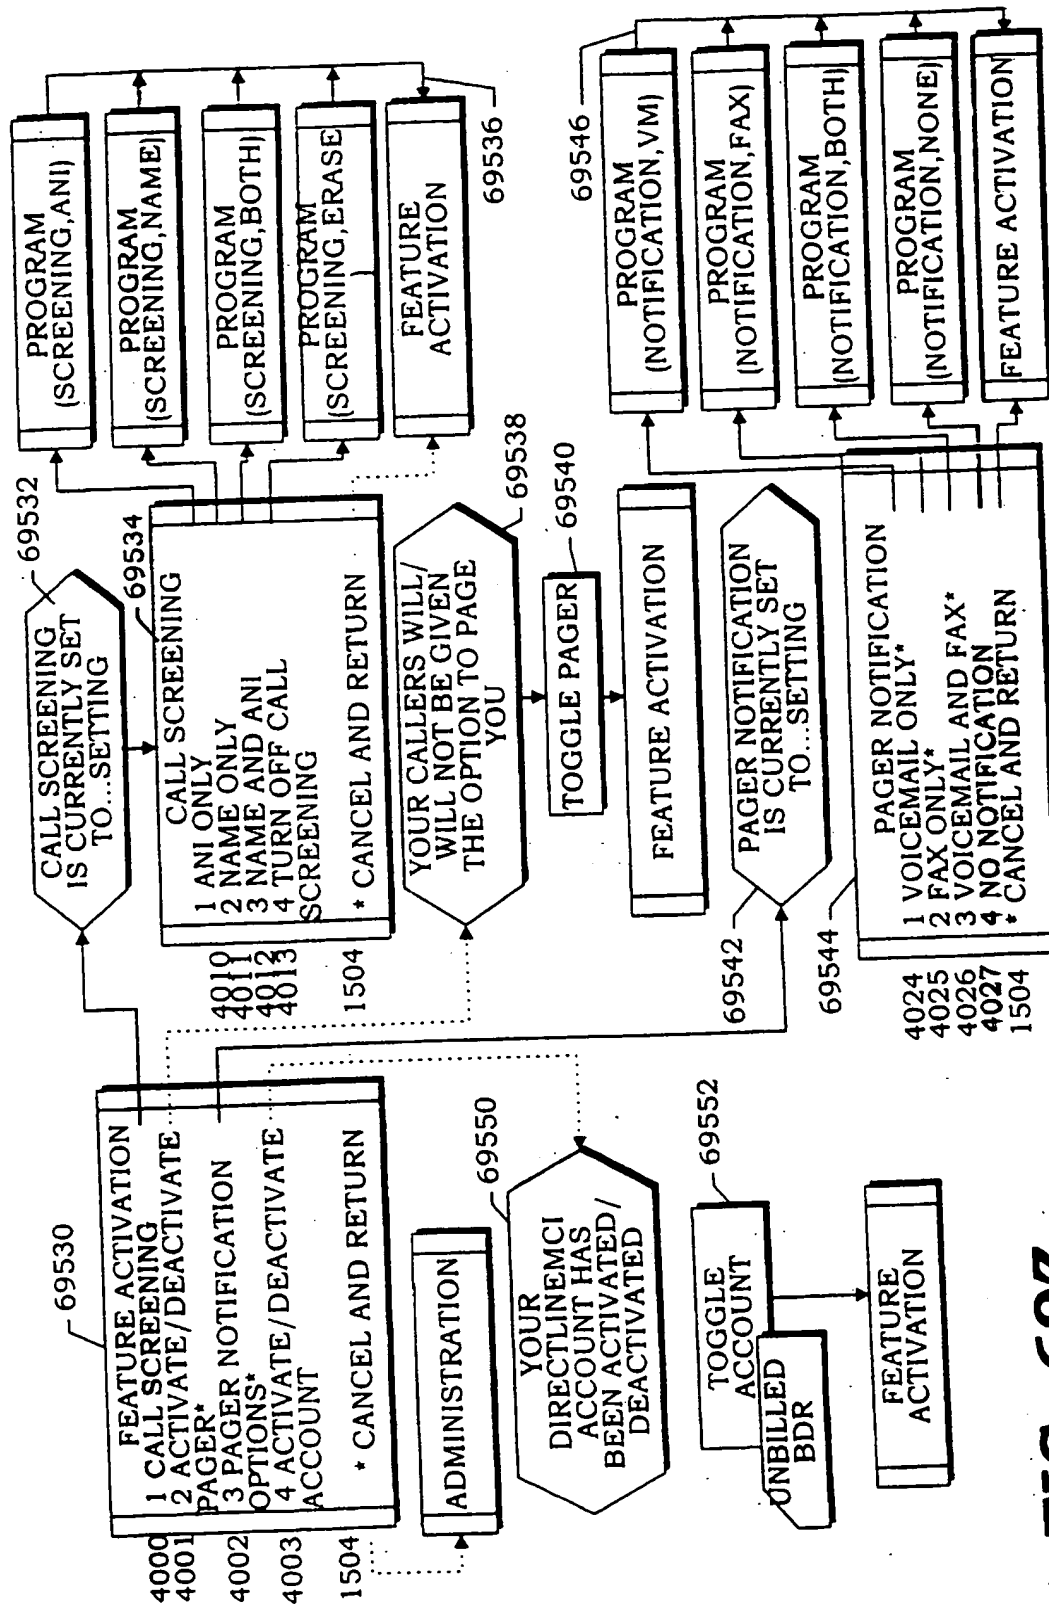 69530
FEATURE ACTIVATION
4000 1 CALL SCREENING
4001 2 ACTIVATE/DEACTIVATE
PAGER*
4002 3 PAGER NOTIFICATION
OPTIONS*
4003 4 ACTIVATE/DEACTIVATE
ACCOUNT
1504 * CANCEL AND RETURN
ADMINISTRATION
69550
YOUR
DIRECTLINEMCI
ACCOUNT HAS
BEEN ACTIVATED/
DEACTIVATED
69552
TOGGLE
ACCOUNT
UNBILLED
BDR
FEATURE
ACTIVATION
69532
CALL SCREENING
IS CURRENTLY SET
TO...SETTING
69534
CALL SCREENING
4010 1 ANI ONLY
4011 2 NAME ONLY
4012 3 NAME AND ANI
4013 4 TURN OFF CALL
SCREENING
1504 * CANCEL AND RETURN
69538
YOUR CALLERS WILL/
WILL NOT BE GIVEN
THE OPTION TO PAGE
YOU
69540
TOGGLE PAGER
FEATURE ACTIVATION
69542
PAGER NOTIFICATION
IS CURRENTLY SET
TO...SETTING
69544
PAGER NOTIFICATION
4024 1 VOICEMAIL ONLY*
4025 2 FAX ONLY*
4026 3 VOICEMAIL AND FAX*
4027 4 NO NOTIFICATION
1504 * CANCEL AND RETURN
PROGRAM
(SCREENING,ANI)
PROGRAM
(SCREENING,NAME)
PROGRAM
(SCREENING,BOTH)
PROGRAM
(SCREENING,ERASE
FEATURE
ACTIVATION
69536
69546
PROGRAM
(NOTIFICATION,VM)
PROGRAM
(NOTIFICATION,FAX)
PROGRAM
(NOTIFICATION,BOTH)
PROGRAM
(NOTIFICATION,NONE)
FEATURE ACTIVATION